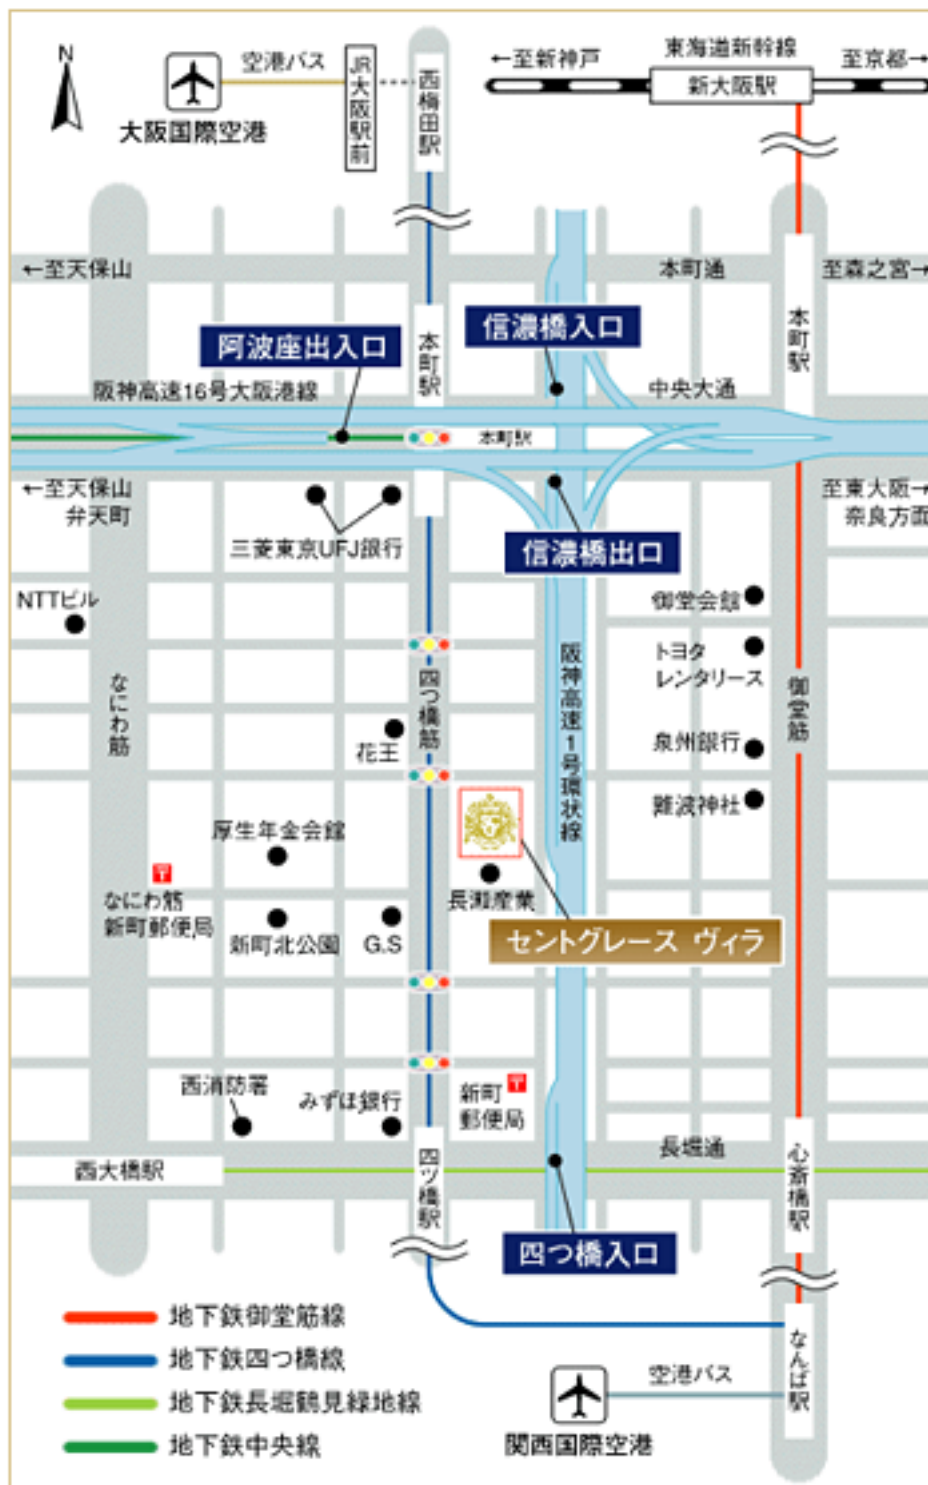 N
空港バス
大阪国際空港
JR大阪駅前
西梅田駅
東海道新幹線
←至新神戸
新大阪駅
至京都→
←至天保山
本町通
至森之宮→
本町駅
本町駅
信濃橋入口
阿波座出入口
阪神高速16号大阪港線
中央大通
本町駅
←至天保山
弁天町
至東大阪→
奈良方面
三菱東京UFJ銀行
信濃橋出口
NTTビル
御堂会館
トヨタ
レンタリース
なにわ筋
四つ橋筋
阪神高速1号環状線
御堂筋
花王
泉州銀行
難波神社
厚生年金会館
なにわ筋
新町郵便局
新町北公園
G.S
長瀬産業
セントグレース ヴィラ
西消防署
みずほ銀行
新町
郵便局
西大橋駅
四ツ橋駅
長堀通
心斎橋駅
四つ橋入口
地下鉄御堂筋線
地下鉄四つ橋線
地下鉄長堀鶴見緑地線
地下鉄中央線
なんば駅
空港バス
関西国際空港